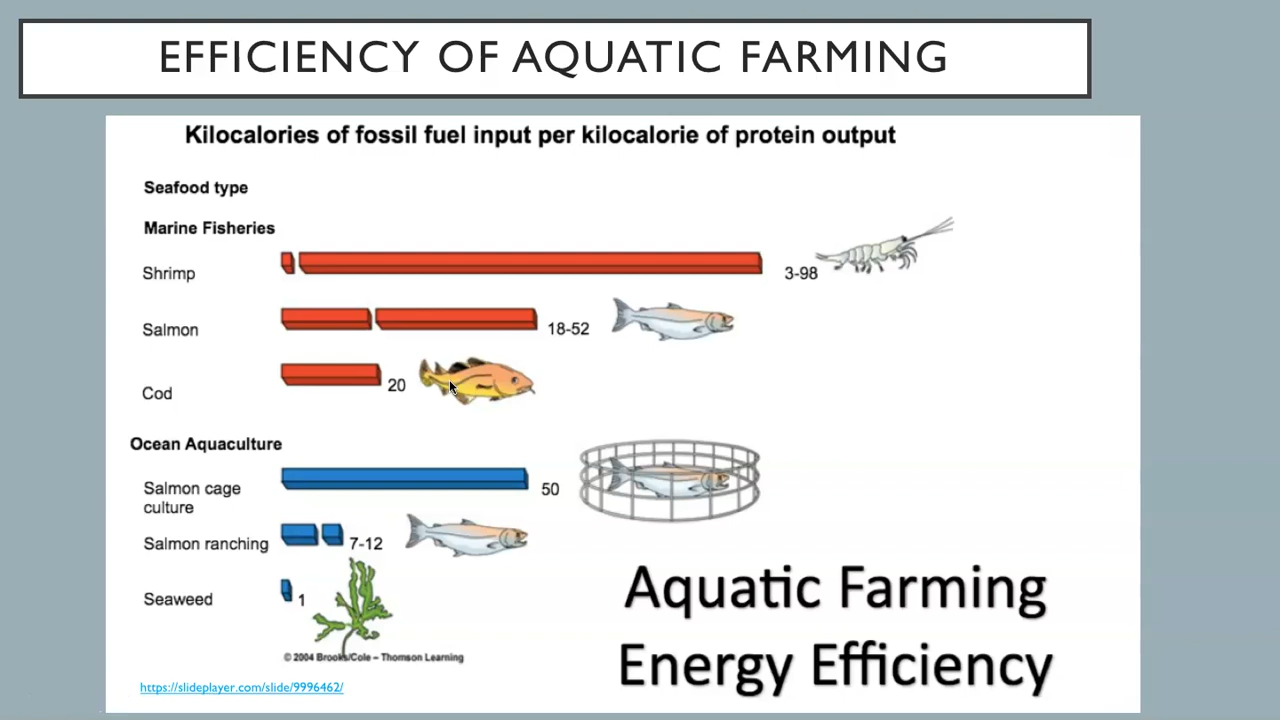 EFFICIENCY OF AQUATIC FARMING
Kilocalories of fossil fuel input per kilocalorie of protein output
Seafood type
Marine Fisheries
Shrimp 3-98
Salmon 18-52
Cod 20
Ocean Aquaculture
Salmon cage 50
culture
Salmon ranching 7-12
Seaweed 1
Aquatic Farming
Energy Efficiency
© 2004 Brooks/Cole – Thomson Learning
https://slideplayer.com/slide/9996462/